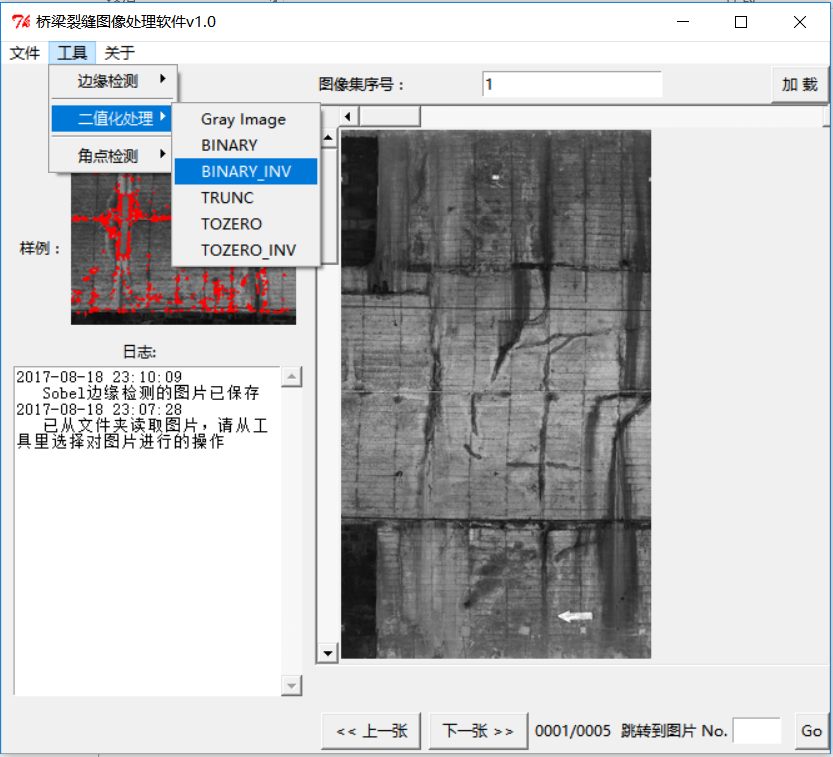 桥梁裂缝图像处理软件v1.0
文件 工具 关于
边缘检测
二值化处理
角点检测
Gray Image
BINARY
BINARY_INV
TRUNC
TOZERO
TOZERO_INV
图像集序号：
1
加 载
样例：
日志:
2017-08-18 23:10:09
Sobel边缘检测的图片已保存
2017-08-18 23:07:28
已从文件夹读取图片，请从工
具里选择对图片进行的操作
<< 上一张 下一张 >> 0001/0005 跳转到图片 No. Go